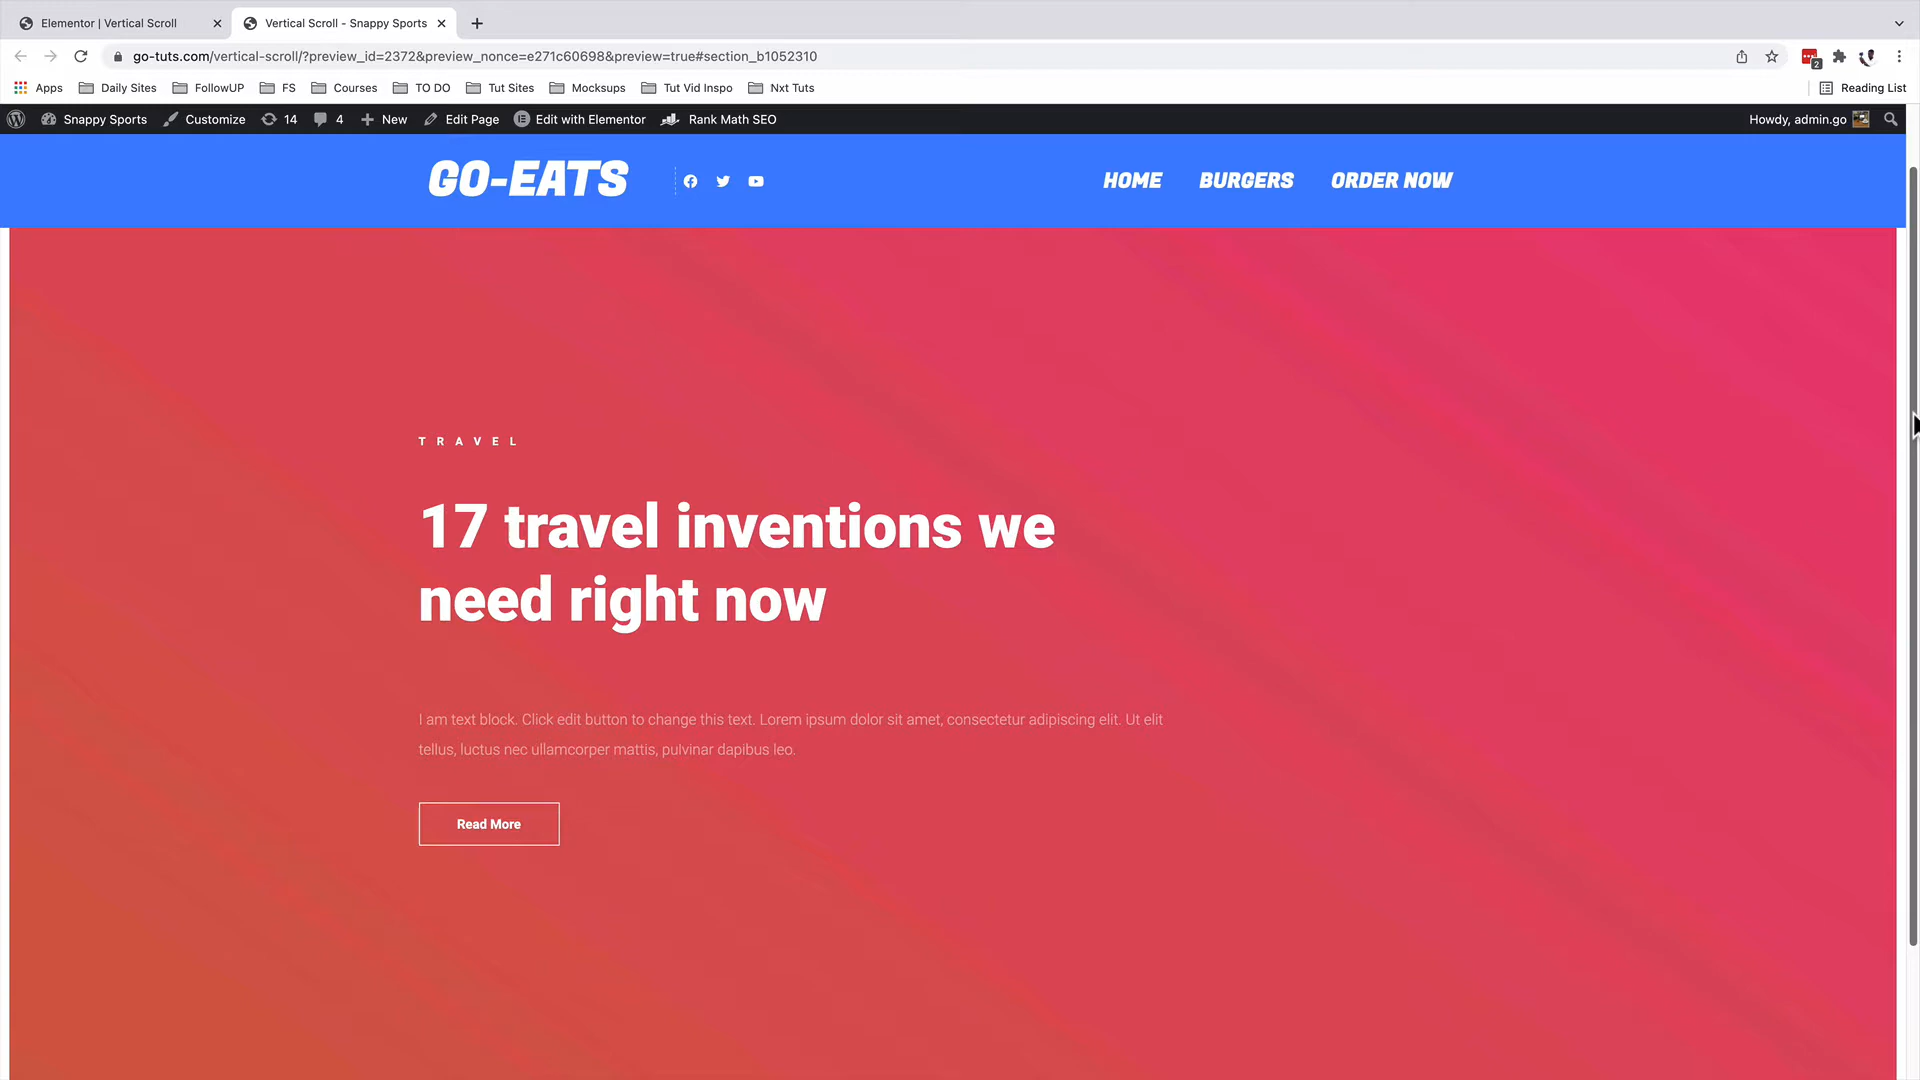 Elementor | Vertical Scroll
Vertical Scroll - Snappy Sports
go-tuts.com/vertical-scroll/?preview_id=2372&preview_nonce=e271c60698&preview=true#section_b1052310
2
Apps Daily Sites FollowUP FS Courses TO DO Tut Sites Mocksups Tut Vid Inspo Nxt Tuts Reading List
Snappy Sports Customize 14 4 New Edit Page Edit with Elementor Rank Math SEO Howdy, admin.go
GO-EATS HOME BURGERS ORDER NOW
TRAVEL
17 travel inventions we
need right now
I am text block. Click edit button to change this text. Lorem ipsum dolor sit amet, consectetur adipiscing elit. Ut elit
tellus, luctus nec ullamcorper mattis, pulvinar dapibus leo.
Read More